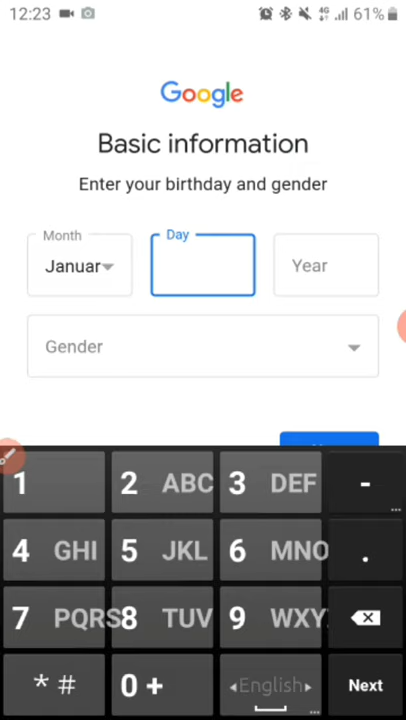 12:23 4G 61%
Google
Basic information
Enter your birthday and gender
Month Day
Januar Year
Gender
1 2 ABC 3 DEF -
4 GHI 5 JKL 6 MNO .
7 PQRS 8 TUV 9 WXY
* # 0 + English Next